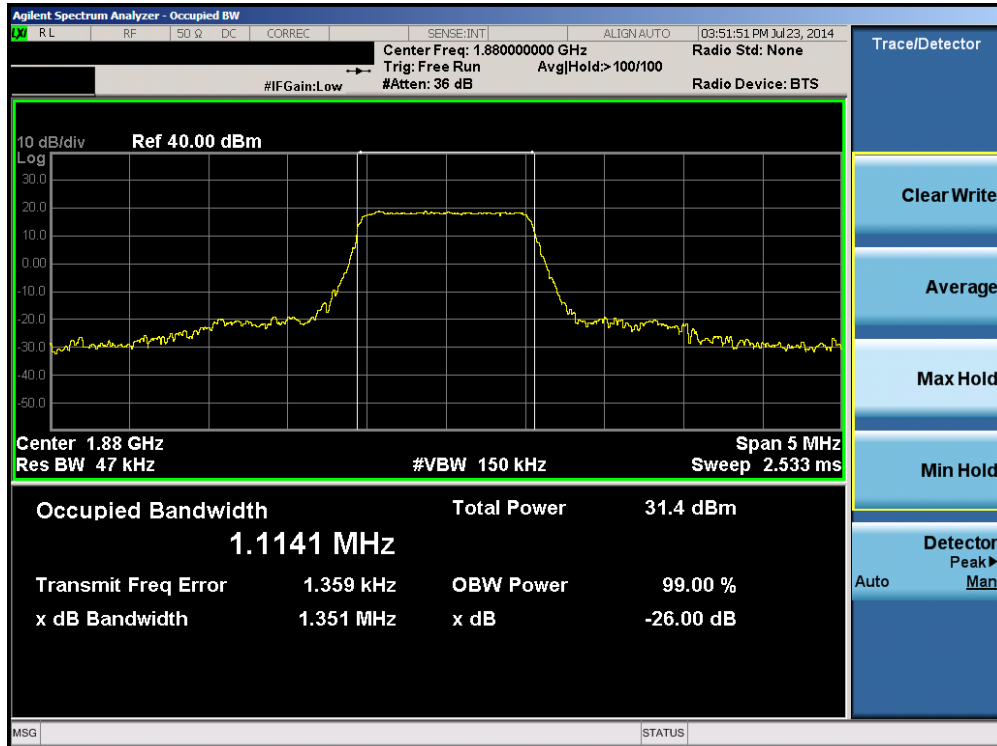 Agilent Spectrum Analyzer - Occupied BW
LXI RL RF 50 Ω DC CORREC SENSE:INT ALIGN AUTO 03:51:51 PM Jul 23, 2014
Center Freq: 1.880000000 GHz Radio Std: None
Trig: Free Run Avg|Hold:>100/100
#IFGain:Low #Atten: 36 dB Radio Device: BTS
10 dB/div Ref 40.00 dBm
Log
30.0
20.0
10.0
0.00
-10.0
-20.0
-30.0
-40.0
-50.0
Center 1.88 GHz Span 5 MHz
Res BW 47 kHz #VBW 150 kHz Sweep 2.533 ms
Occupied Bandwidth Total Power 31.4 dBm
1.1141 MHz
Transmit Freq Error 1.359 kHz OBW Power 99.00 %
x dB Bandwidth 1.351 MHz x dB -26.00 dB
MSG STATUS
Trace/Detector
Clear Write
Average
Max Hold
Min Hold
Detector
Peak▶
Auto Man